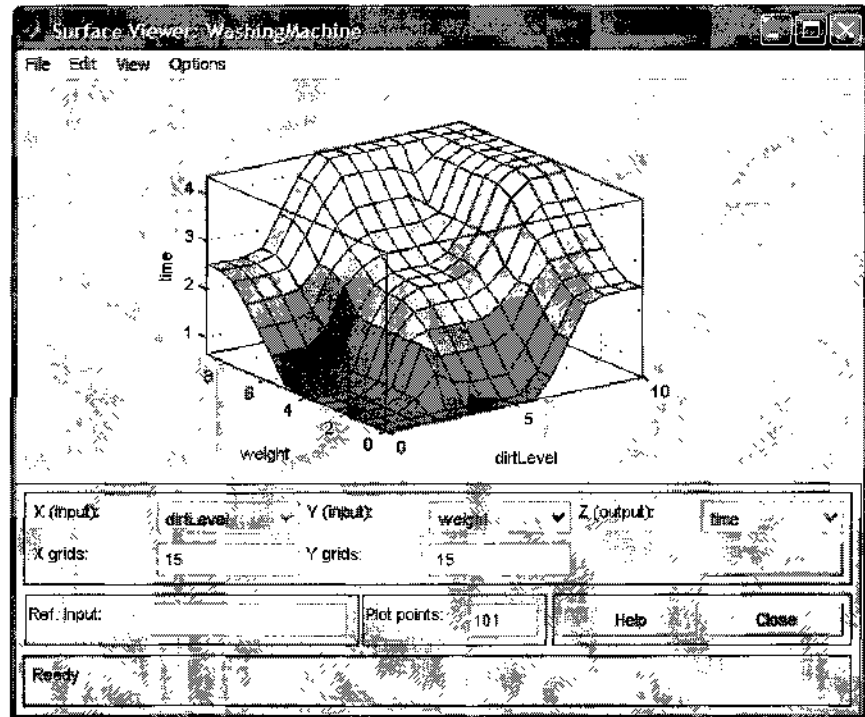 Surface Viewer: WashingMachine
File Edit View Options
4
3
2
1
time
8
6
4
2
0
weight
0
5
10
dirtLevel
X (input): dirtLevel Y (input): weight Z (output): time
X grids: 15 Y grids: 15
Ref. Input: Plot points: 101 Help Close
Ready